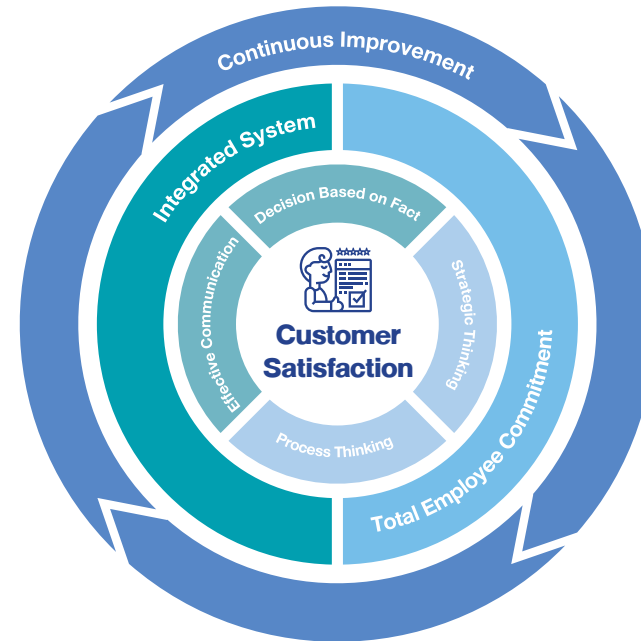 Continuous Improvement
Integrated System
Decision Based on Fact
Effective Communication
Strategic Thinking
Customer
Satisfaction
Process Thinking
Total Employee Commitment